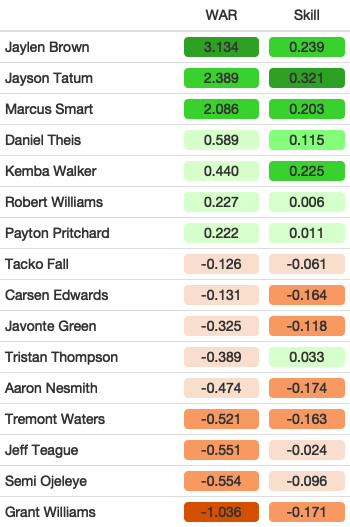 WAR Skill
Jaylen Brown 3.134 0.239
Jayson Tatum 2.389 0.321
Marcus Smart 2.086 0.203
Daniel Theis 0.589 0.115
Kemba Walker 0.440 0.225
Robert Williams 0.227 0.006
Payton Pritchard 0.222 0.011
Tacko Fall -0.126 -0.061
Carsen Edwards -0.131 -0.164
Javonte Green -0.325 -0.118
Tristan Thompson -0.389 0.033
Aaron Nesmith -0.474 -0.174
Tremont Waters -0.521 -0.163
Jeff Teague -0.551 -0.024
Semi Ojeleye -0.554 -0.096
Grant Williams -1.036 -0.171